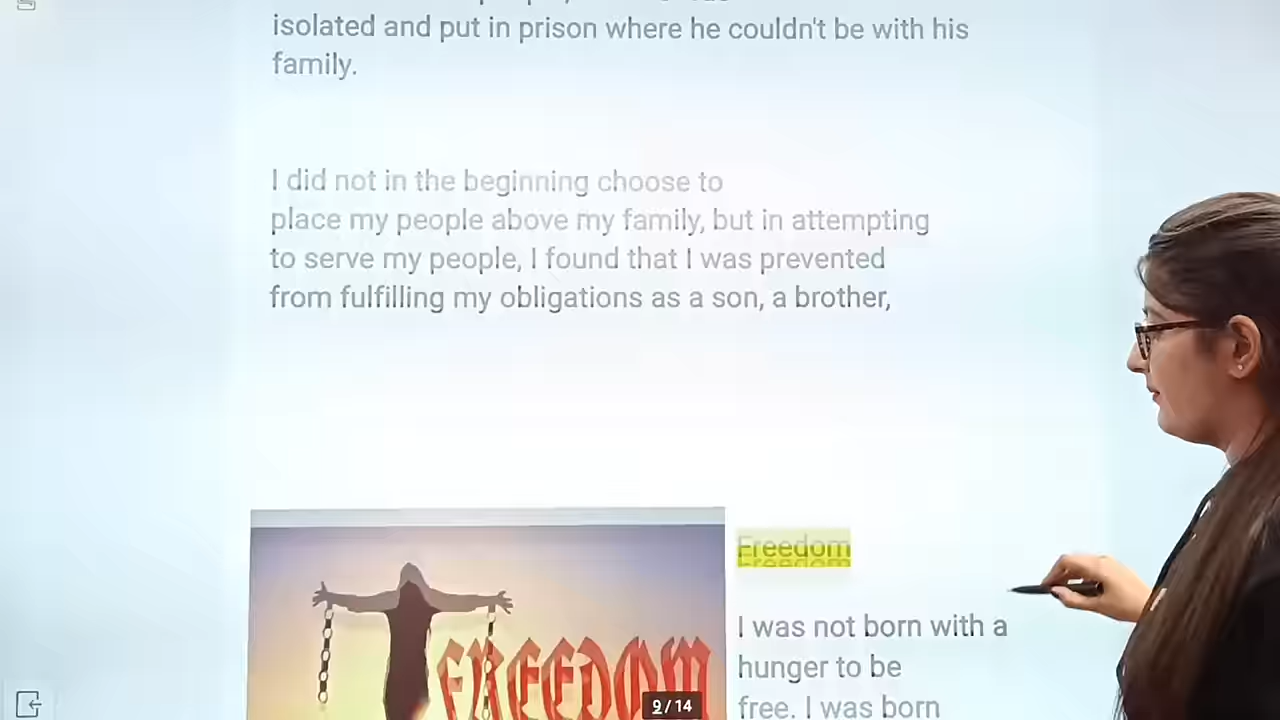 isolated and put in prison where he couldn't be with his
family.
I did not in the beginning choose to
place my people above my family, but in attempting
to serve my people, I found that I was prevented
from fulfilling my obligations as a son, a brother,
Freedom
I was not born with a
hunger to be
free. I was born
FREEDOM
9/14